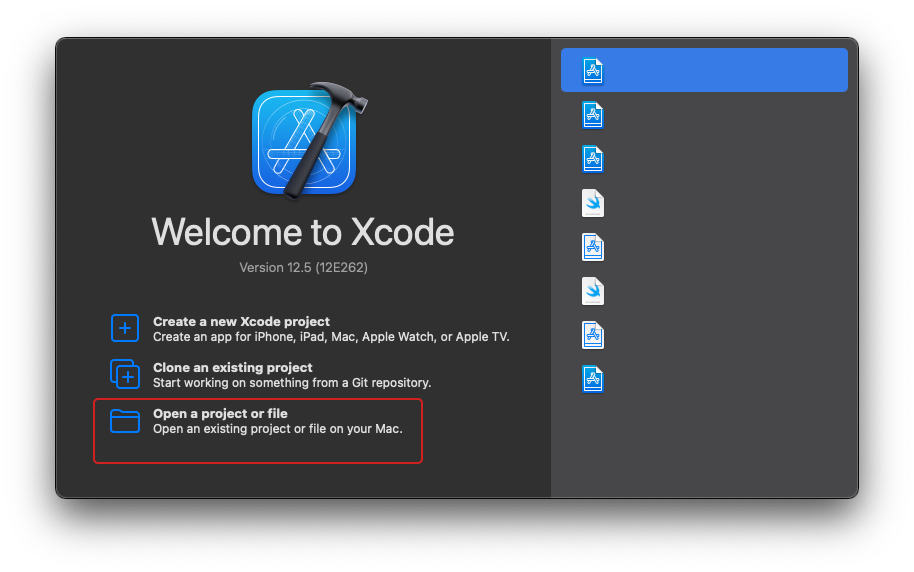 Welcome to Xcode
Version 12.5 (12E262)
Create a new Xcode project
Create an app for iPhone, iPad, Mac, Apple Watch, or Apple TV.
Clone an existing project
Start working on something from a Git repository.
Open a project or file
Open an existing project or file on your Mac.